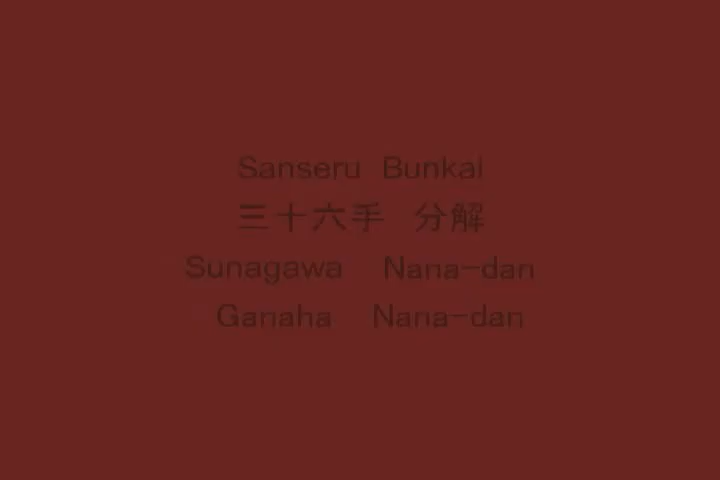 Sanseru Bunkai
三十六手 分解
Sunagawa Nana-dan
Ganaha Nana-dan